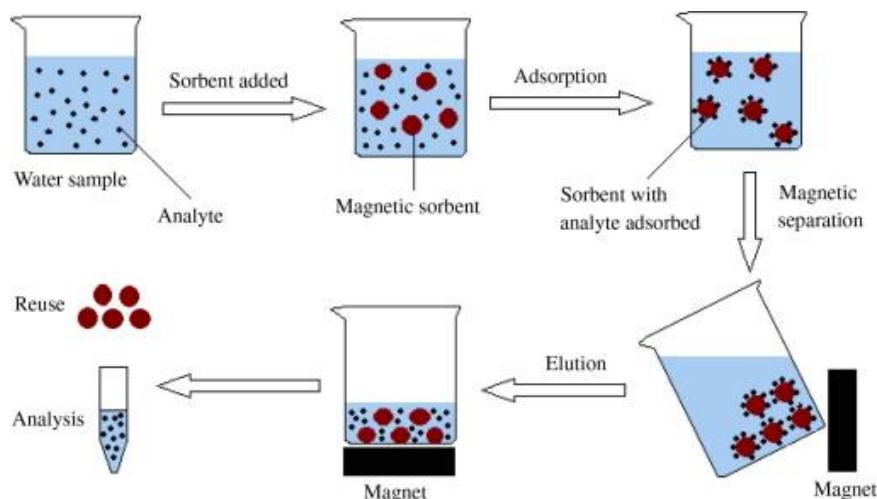 Sorbent added
Adsorption
Water sample
Analyte
Magnetic sorbent
Sorbent with
analyte adsorbed
Magnetic
separation
Reuse
Elution
Analysis
Magnet
Magnet